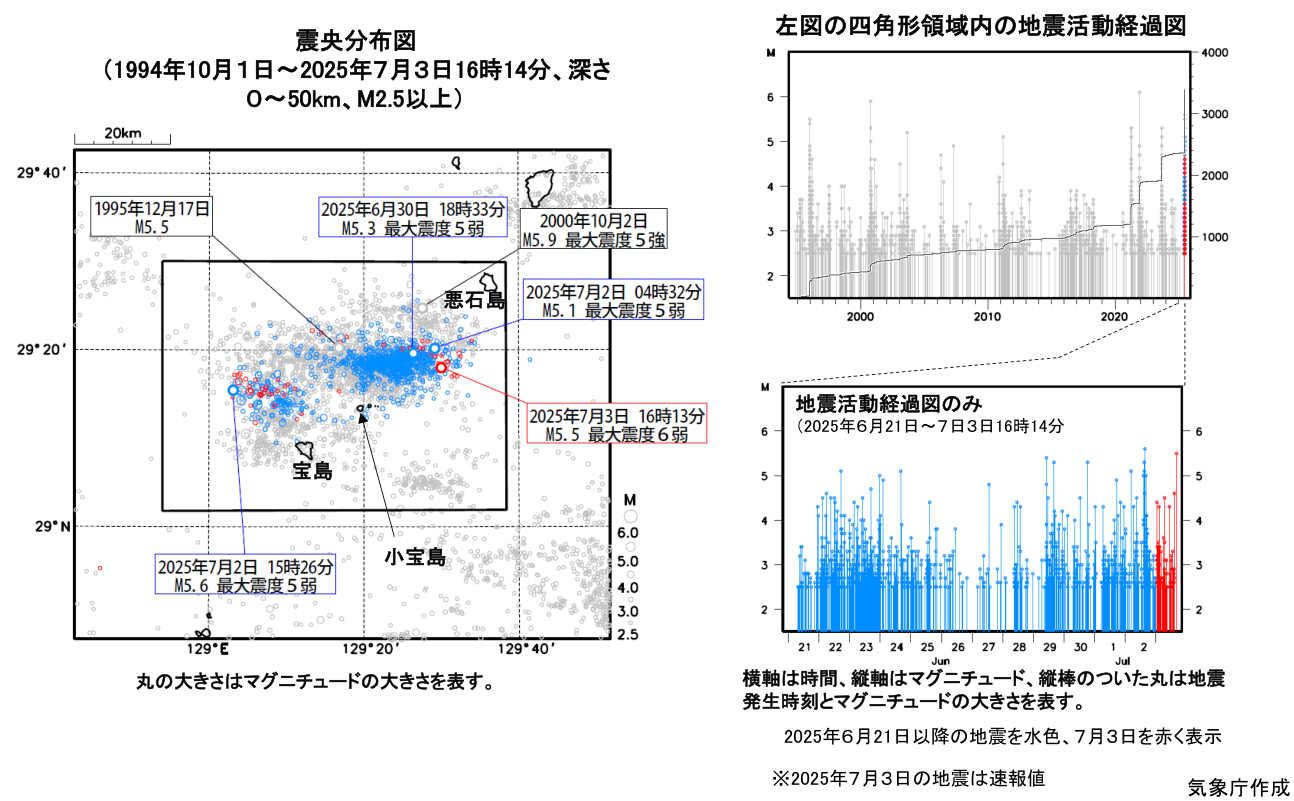 震央分布図
（1994年10月１日～2025年７月３日16時14分、深さ
０～50km、M2.5以上）
20km
29°40′
29°20′
29°N
129°E
129°20′
129°40′
1995年12月17日
M5.5
2025年6月30日 18時33分
M5.3 最大震度５弱
2000年10月2日
M5.9 最大震度５強
悪石島
2025年7月2日 04時32分
M5.1 最大震度５弱
2025年7月3日 16時13分
M5.5 最大震度６弱
宝島
小宝島
2025年7月2日 15時26分
M5.6 最大震度５弱
M
6.0
5.0
4.0
3.0
2.5
丸の大きさはマグニチュードの大きさを表す。
左図の四角形領域内の地震活動経過図
M
6
5
4
3
2
4000
3000
2000
1000
2000
2010
2020
M
地震活動経過図のみ
（2025年６月21日～７日３日16時14分
6
5
4
3
2
6
5
4
3
2
21 22 23 24 25 26 27 28 29 30 1 2
Jun
Jul
横軸は時間、縦軸はマグニチュード、縦棒のついた丸は地震
発生時刻とマグニチュードの大きさを表す。
2025年６月21日以降の地震を水色、７月３日を赤く表示
※2025年７月３日の地震は速報値
気象庁作成